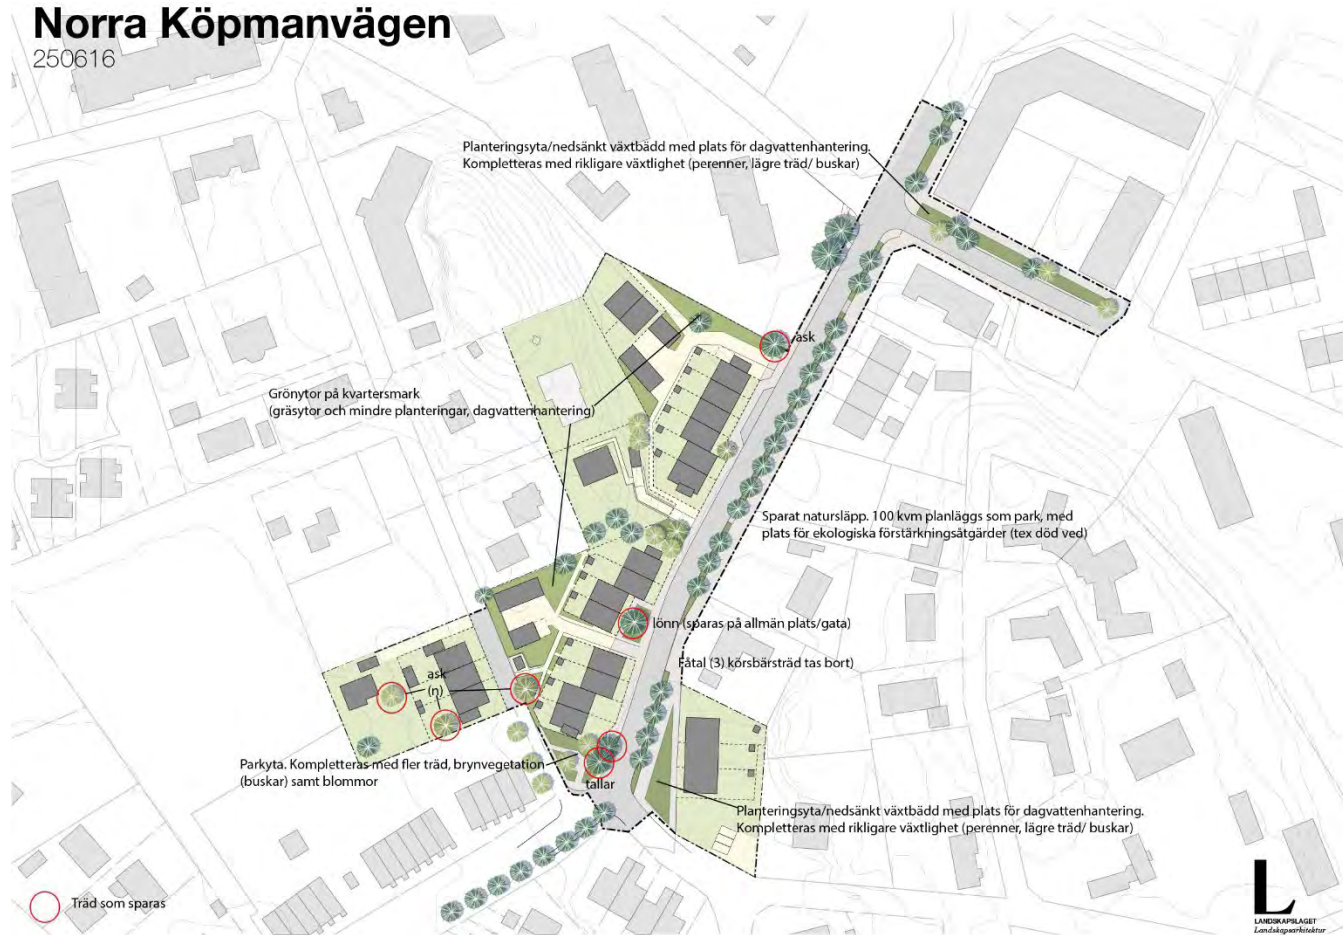 Norra Köpmanvägen
250616
Planteringsyta/nedsänkt växtbädd med plats för dagvattenhantering.
Kompletteras med rikligare växtlighet (perenner, lägre träd/ buskar)
ask
Grönytor på kvartersmark
(gräsytor och mindre planteringar, dagvattenhantering)
Sparat natursläpp. 100 kvm planläggs som park, med
plats för ekologiska förstärkningsåtgärder (tex död ved)
lönn (sparas på allmän plats/gata)
Fåtal (3) körsbärsträd tas bort)
ask
(n)
Parkyta. Kompletteras med fler träd, brynvegetation
(buskar) samt blommor
tallar
Planteringsyta/nedsänkt växtbädd med plats för dagvattenhantering.
Kompletteras med rikligare växtlighet (perenner, lägre träd/ buskar)
Träd som sparas
L
LANDSKAPSLAGET
Landskapsarkitektur